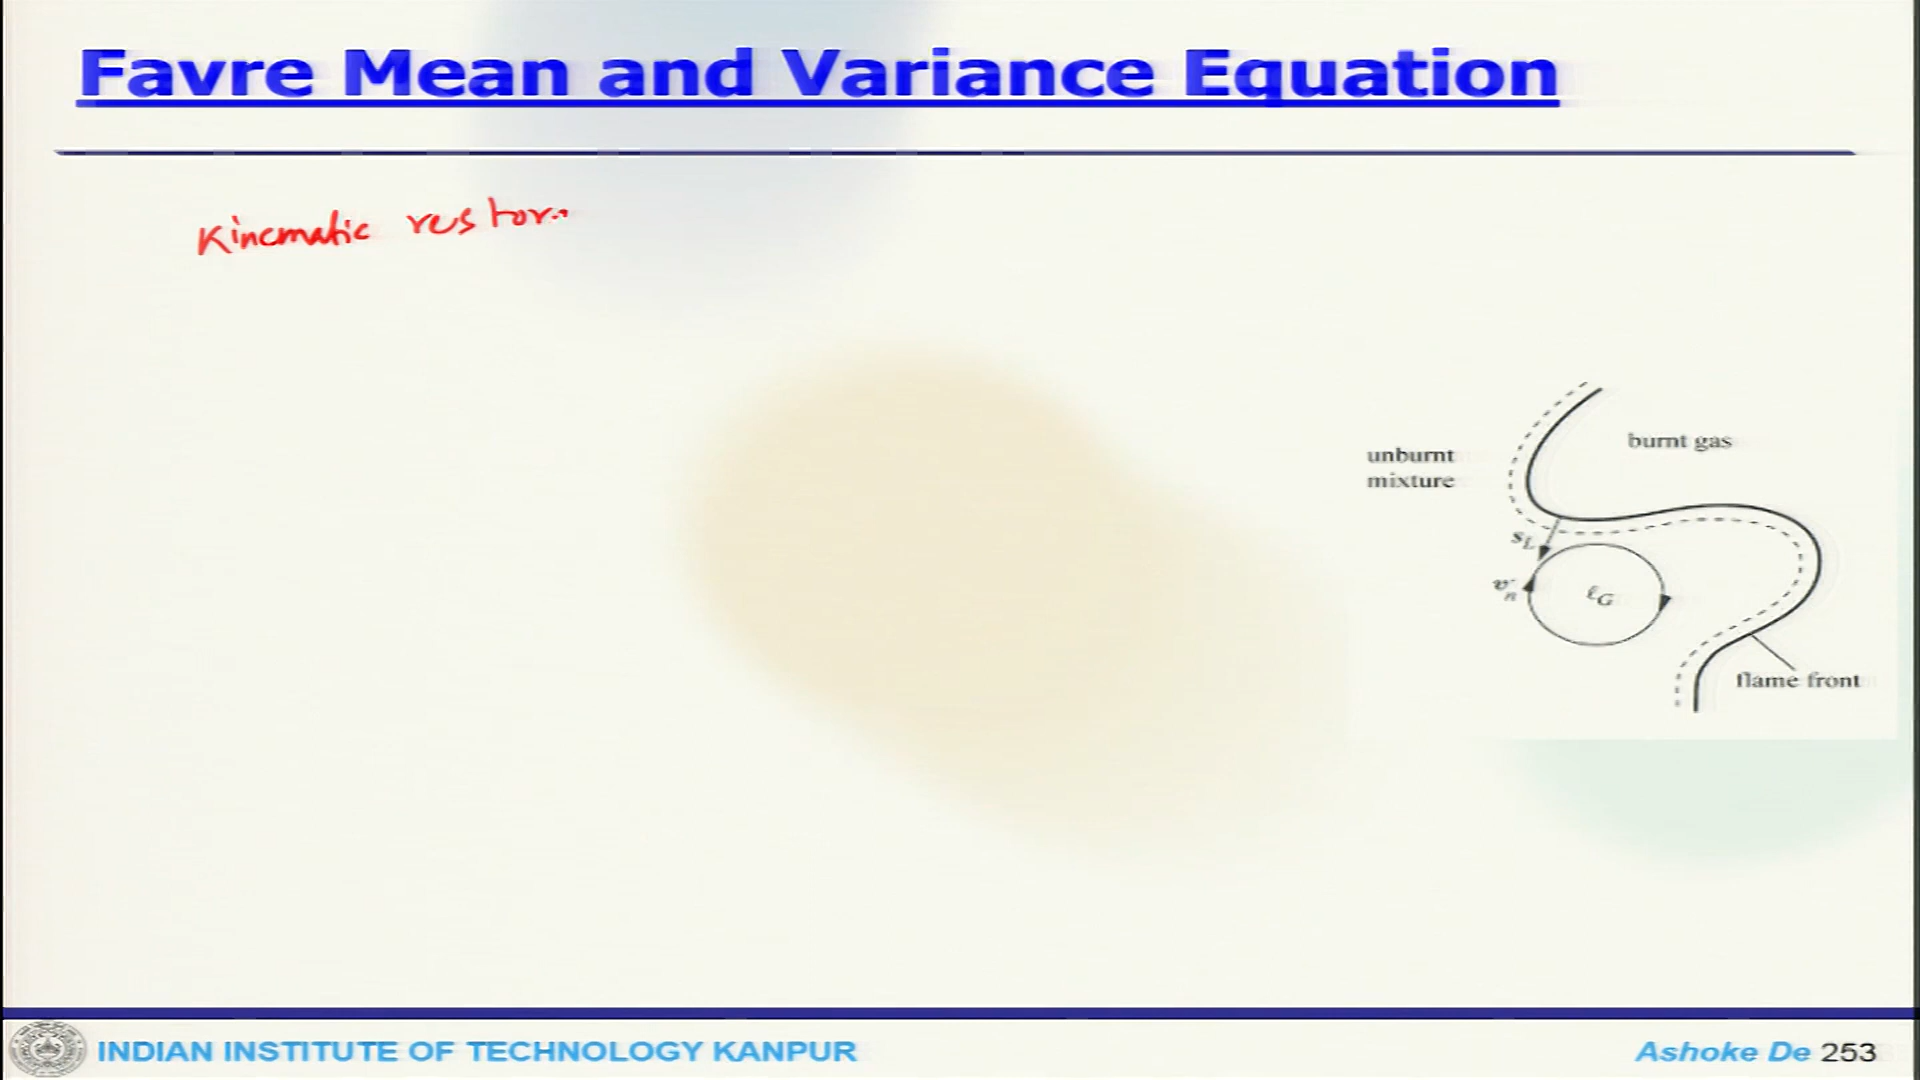 Favre Mean and Variance Equation
Kinematic restor..
unburnt
mixture
burnt gas
s_L
v'_n
ℓ_G
flame front
INDIAN INSTITUTE OF TECHNOLOGY KANPUR
Ashoke De 253